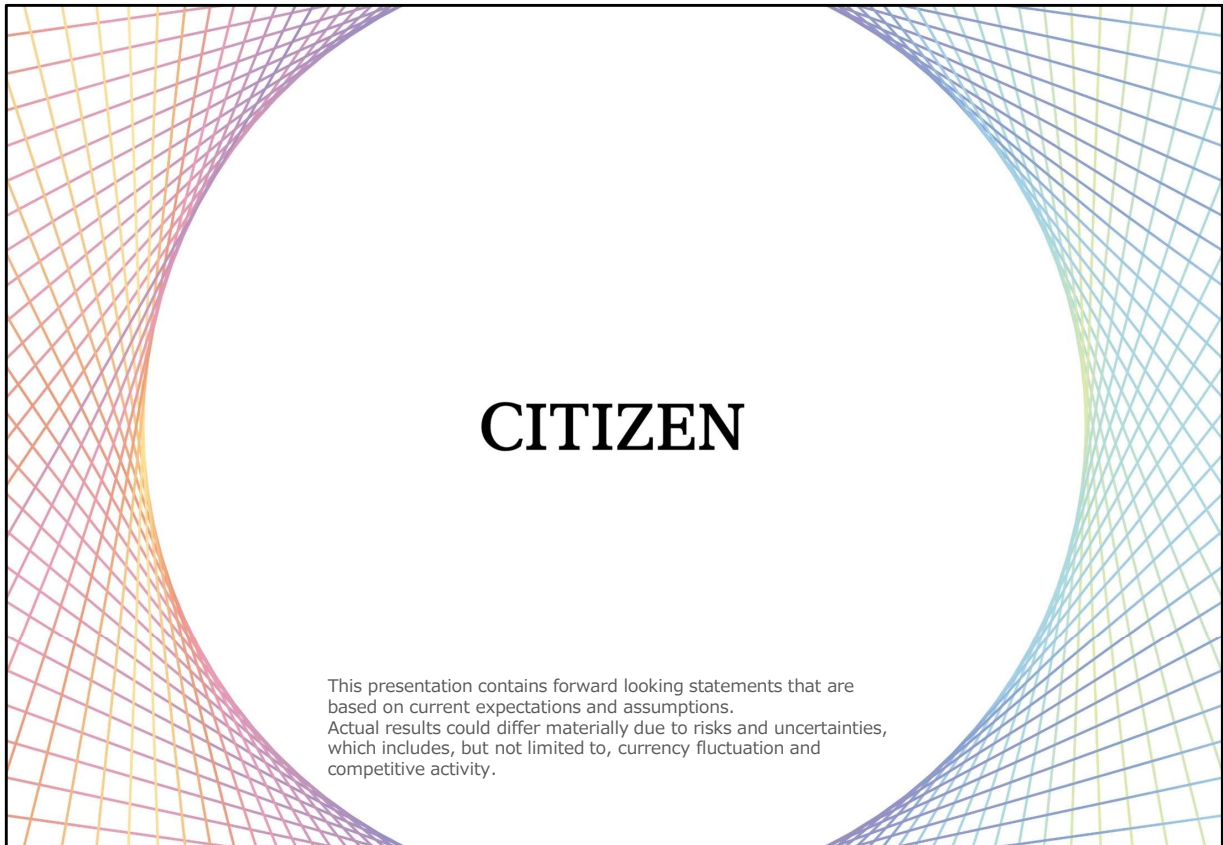 CITIZEN
This presentation contains forward looking statements that are
based on current expectations and assumptions.
Actual results could differ materially due to risks and uncertainties,
which includes, but not limited to, currency fluctuation and
competitive activity.